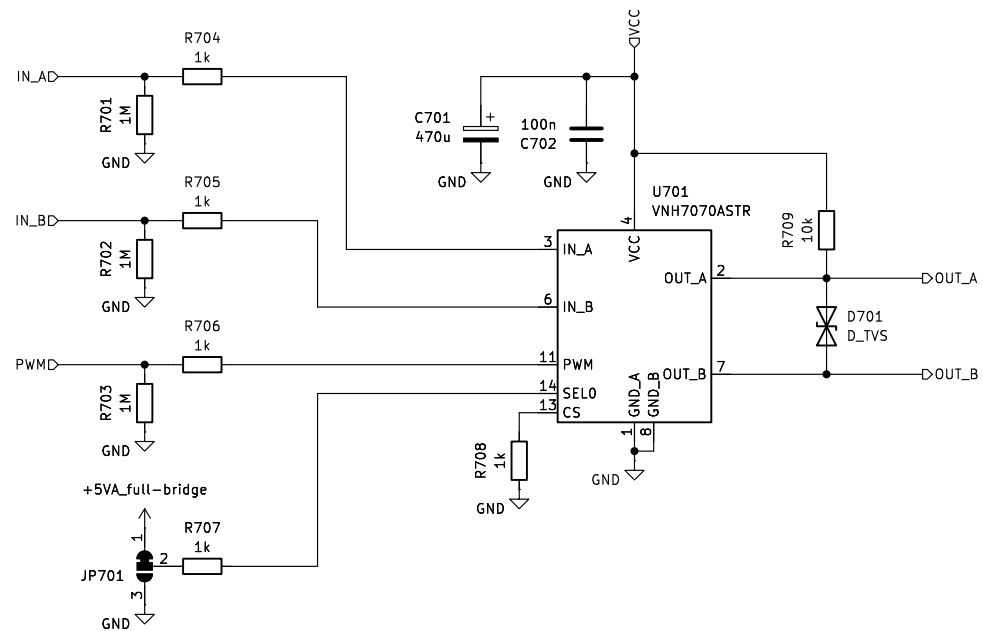 VCC
R704
1k
IN_A
R701
1M
GND
C701
470u
+
100n
C702
GND
GND
R705
1k
IN_B
R702
1M
GND
U701
VNH7070ASTR
4
VCC
R709
10k
3
IN_A
OUT_A
2
OUT_A
6
IN_B
D701
D_TVS
R706
1k
PWM
11
PWM
R703
1M
GND
14
SEL0
13
CS
GND_A
GND_B
OUT_B
7
OUT_B
1
8
GND
R708
1k
GND
+5VA_full-bridge
1
2
3
JP701
R707
1k
GND